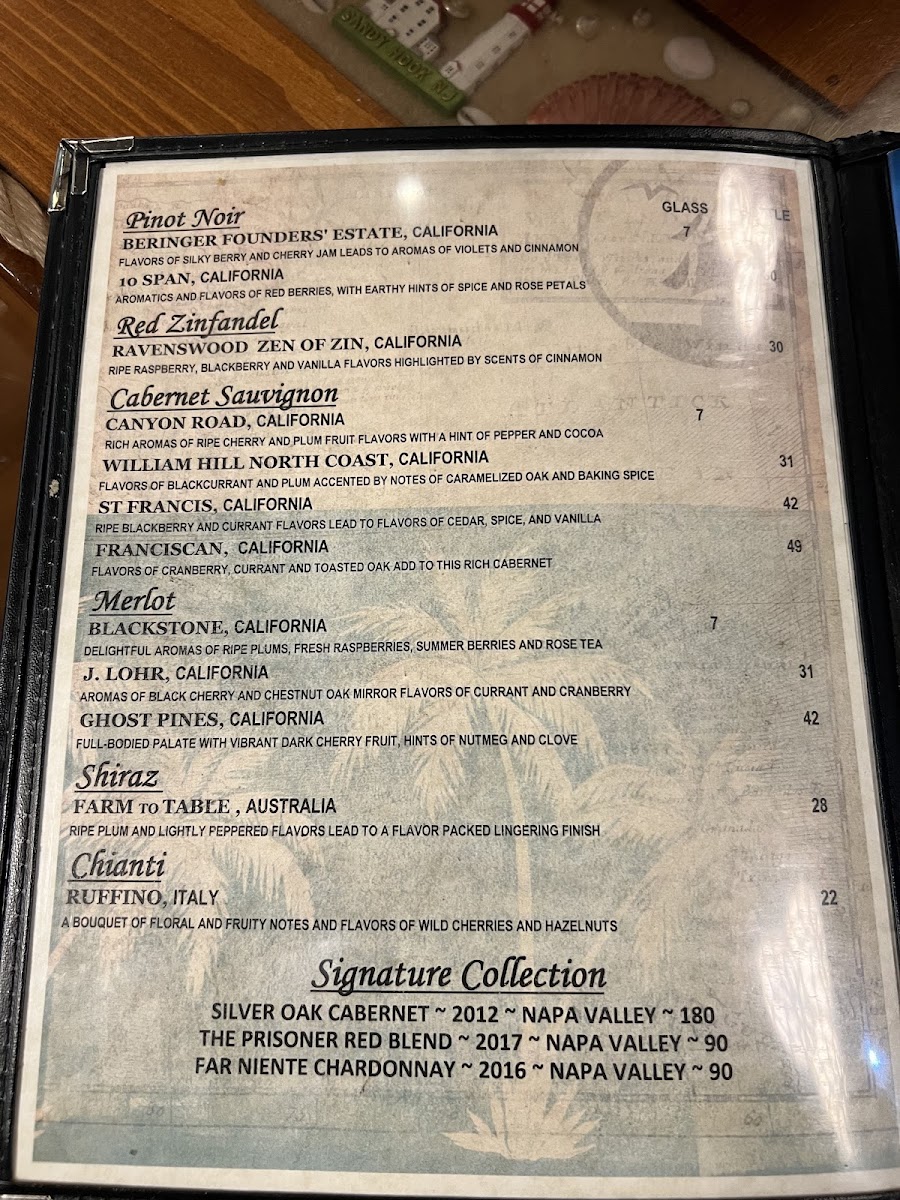 SANDY HOOK NJ
GLASS
Pinot Noir
BERINGER FOUNDERS' ESTATE, CALIFORNIA 7
FLAVORS OF SILKY BERRY AND CHERRY JAM LEADS TO AROMAS OF VIOLETS AND CINNAMON
10 SPAN, CALIFORNIA
AROMATICS AND FLAVORS OF RED BERRIES, WITH EARTHY HINTS OF SPICE AND ROSE PETALS
Red Zinfandel
RAVENSWOOD ZEN OF ZIN, CALIFORNIA 30
RIPE RASPBERRY, BLACKBERRY AND VANILLA FLAVORS HIGHLIGHTED BY SCENTS OF CINNAMON
Cabernet Sauvignon
CANYON ROAD, CALIFORNIA 7
RICH AROMAS OF RIPE CHERRY AND PLUM FRUIT FLAVORS WITH A HINT OF PEPPER AND COCOA
WILLIAM HILL NORTH COAST, CALIFORNIA 31
FLAVORS OF BLACKCURRANT AND PLUM ACCENTED BY NOTES OF CARAMELIZED OAK AND BAKING SPICE
ST FRANCIS, CALIFORNIA 42
RIPE BLACKBERRY AND CURRANT FLAVORS LEAD TO FLAVORS OF CEDAR, SPICE, AND VANILLA
FRANCISCAN, CALIFORNIA 49
FLAVORS OF CRANBERRY, CURRANT AND TOASTED OAK ADD TO THIS RICH CABERNET
Merlot
BLACKSTONE, CALIFORNIA 7
DELIGHTFUL AROMAS OF RIPE PLUMS, FRESH RASPBERRIES, SUMMER BERRIES AND ROSE TEA
J. LOHR, CALIFORNIA 31
AROMAS OF BLACK CHERRY AND CHESTNUT OAK MIRROR FLAVORS OF CURRANT AND CRANBERRY
GHOST PINES, CALIFORNIA 42
FULL-BODIED PALATE WITH VIBRANT DARK CHERRY FRUIT, HINTS OF NUTMEG AND CLOVE
Shiraz
FARM TO TABLE , AUSTRALIA 28
RIPE PLUM AND LIGHTLY PEPPERED FLAVORS LEAD TO A FLAVOR PACKED LINGERING FINISH
Chianti
RUFFINO, ITALY 22
A BOUQUET OF FLORAL AND FRUITY NOTES AND FLAVORS OF WILD CHERRIES AND HAZELNUTS
Signature Collection
SILVER OAK CABERNET ~ 2012 ~ NAPA VALLEY ~ 180
THE PRISONER RED BLEND ~ 2017 ~ NAPA VALLEY ~ 90
FAR NIENTE CHARDONNAY ~ 2016 ~ NAPA VALLEY ~ 90